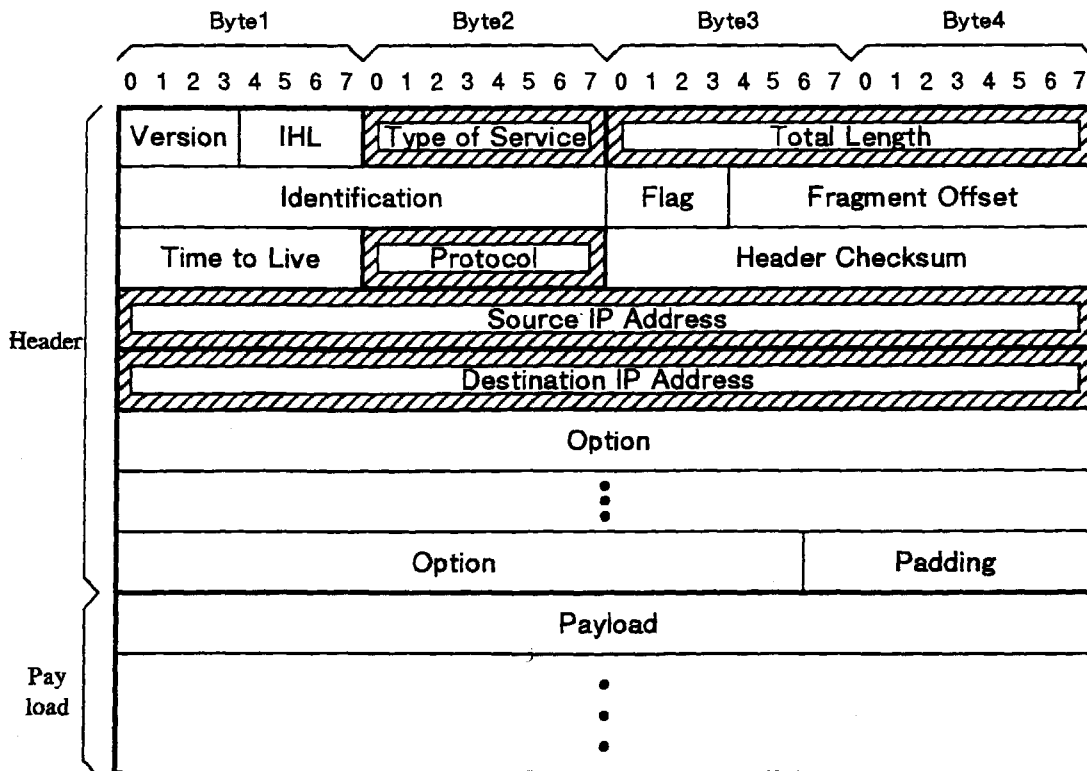 Byte1 Byte2 Byte3 Byte4
0 1 2 3 4 5 6 7 0 1 2 3 4 5 6 7 0 1 2 3 4 5 6 7 0 1 2 3 4 5 6 7
Version IHL Type of Service Total Length
Identification Flag Fragment Offset
Time to Live Protocol Header Checksum
Source IP Address
Header
Destination IP Address
Option
Option Padding
Payload
Pay
load